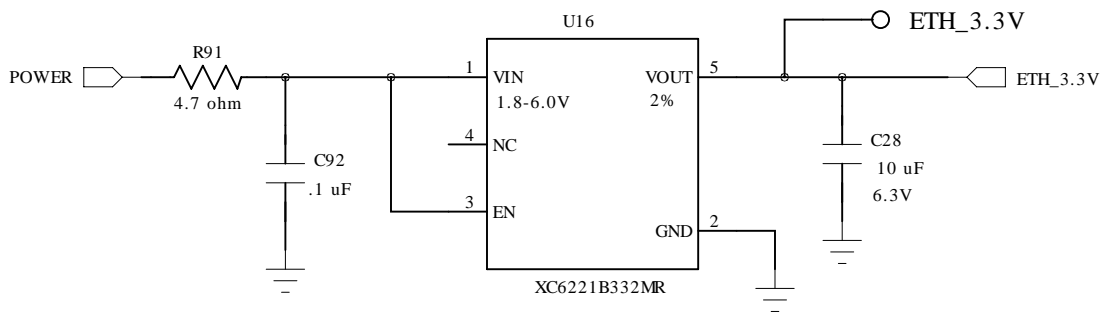 U16
ETH_3.3V
R91
POWER
4.7 ohm
1
VIN
VOUT
5
ETH_3.3V
1.8-6.0V
2%
4
NC
C92
.1 uF
C28
10 uF
6.3V
3
EN
GND
2
XC6221B332MR